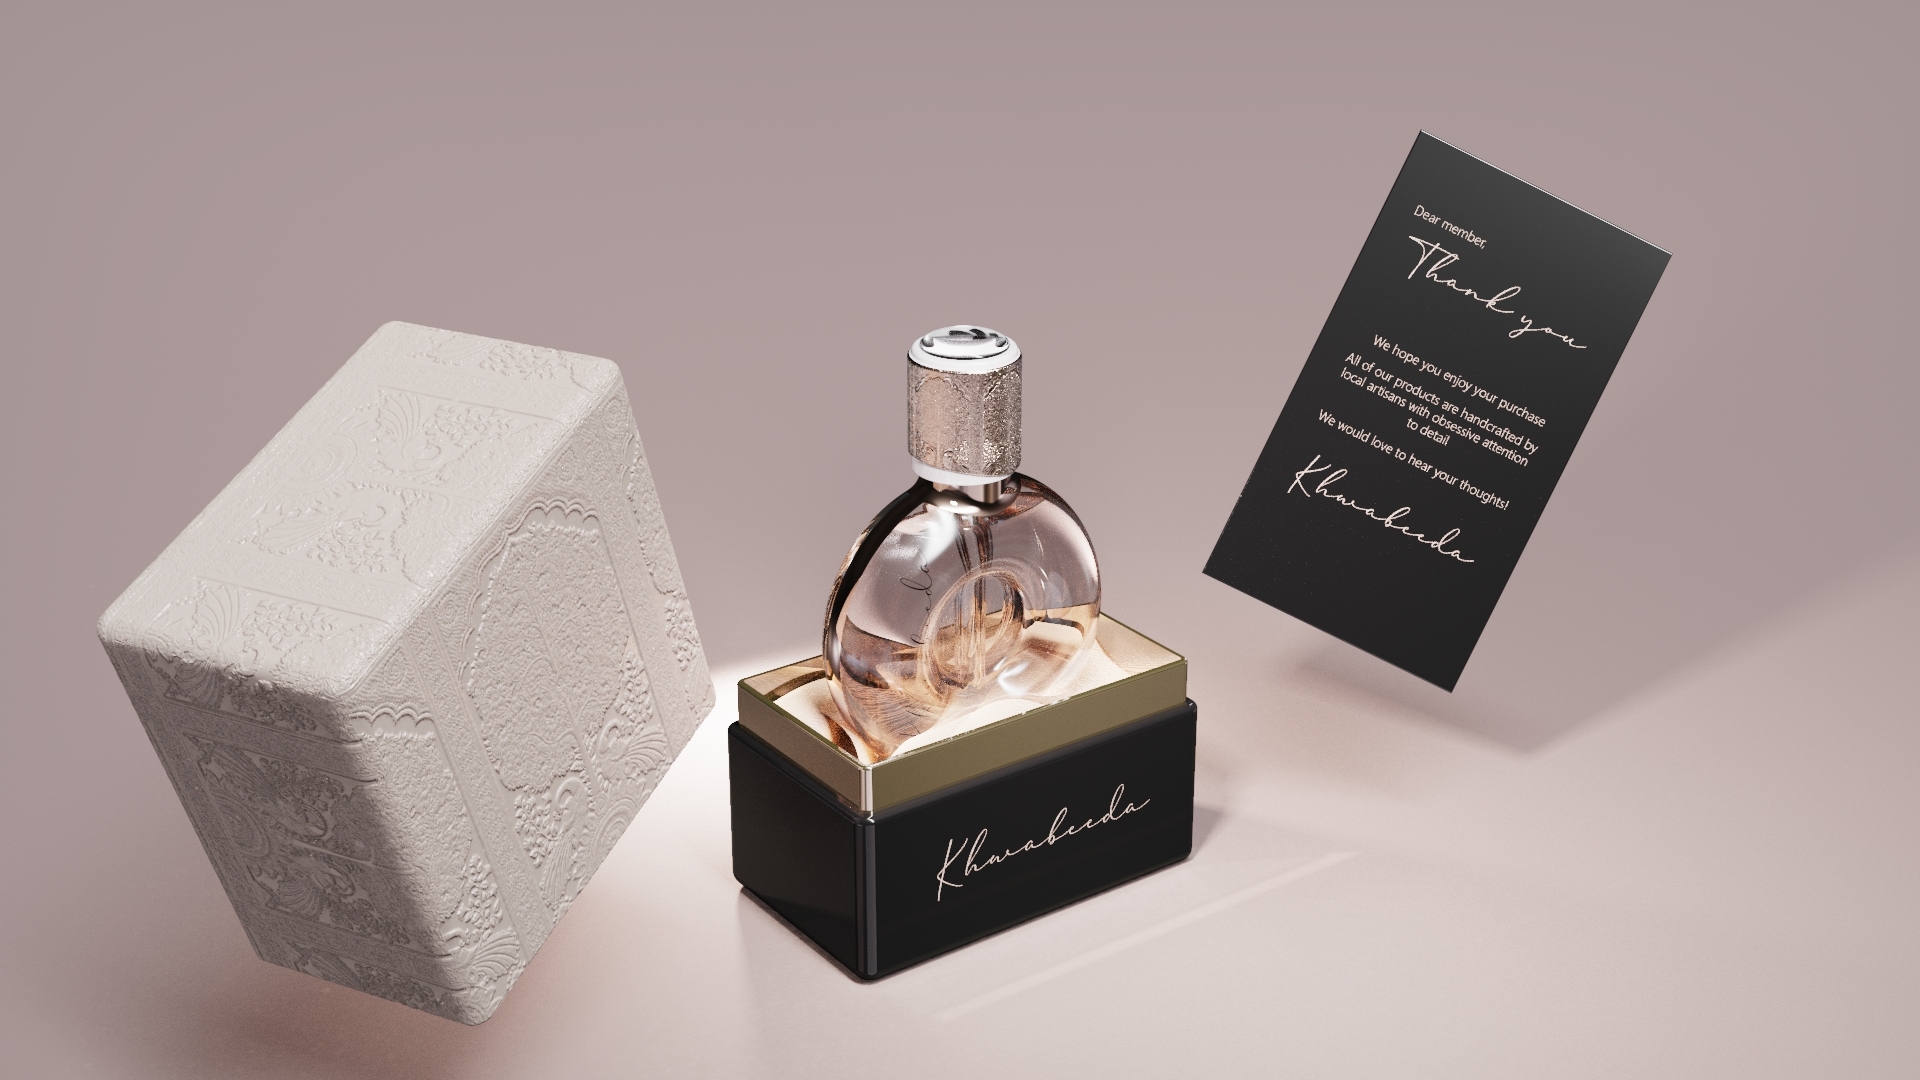 Khwabeeda
Dear member,
Thank you
We hope you enjoy your purchase
All of our products are handcrafted by
local artisans with obsessive attention
to detail
We would love to hear your thoughts!
Khwabeeda